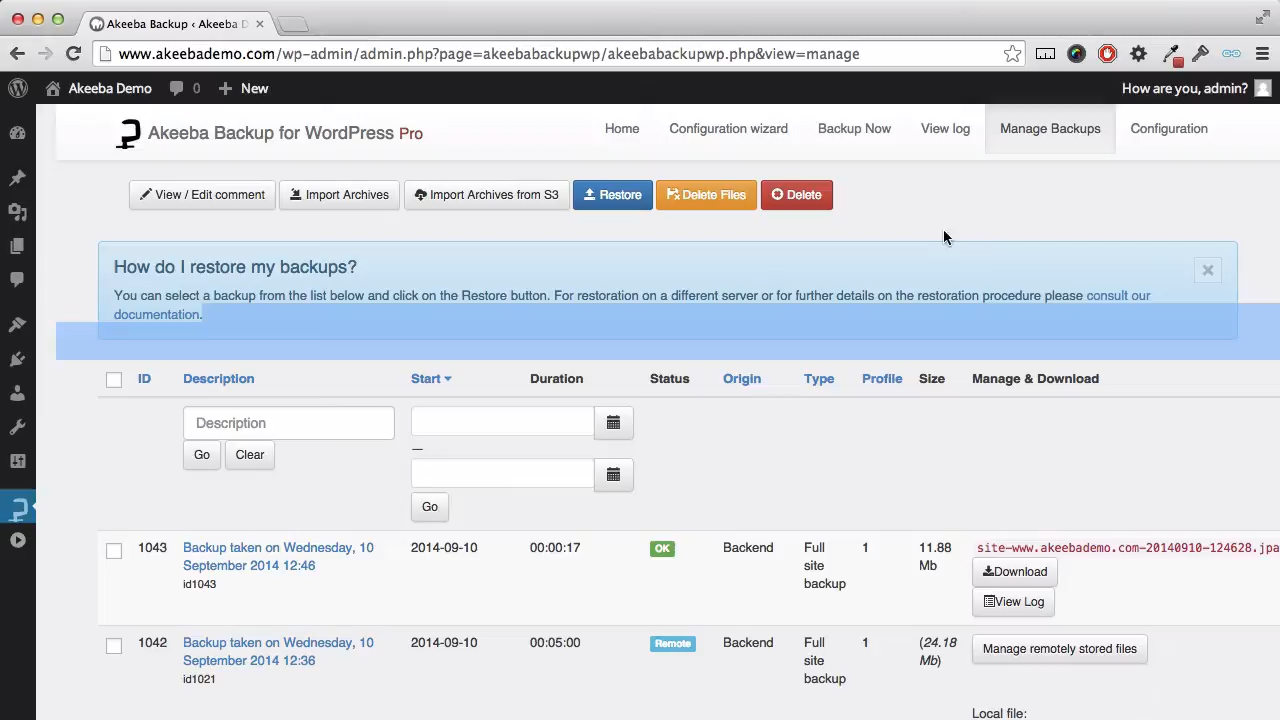 Akeeba Backup ‹ Akeeba D
www.akeebademo.com/wp-admin/admin.php?page=akeebabackupwp/akeebabackupwp.php&view=manage
Akeeba Demo 0 New How are you, admin?
Akeeba Backup for WordPress Pro Home Configuration wizard Backup Now View log Manage Backups Configuration
View / Edit comment Import Archives Import Archives from S3 Restore Delete Files Delete
How do I restore my backups?
You can select a backup from the list below and click on the Restore button. For restoration on a different server or for further details on the restoration procedure please consult our
documentation.
ID Description Start Duration Status Origin Type Profile Size Manage & Download
Description
Go Clear
—
Go
1043 Backup taken on Wednesday, 10 2014-09-10 00:00:17 OK Backend Full 1 11.88 site-www.akeebademo.com-20140910-124628.jpa
September 2014 12:46 site Mb Download
id1043 backup View Log
1042 Backup taken on Wednesday, 10 2014-09-10 00:05:00 Remote Backend Full 1 (24.18 Manage remotely stored files
September 2014 12:36 site Mb)
id1021 backup
Local file: